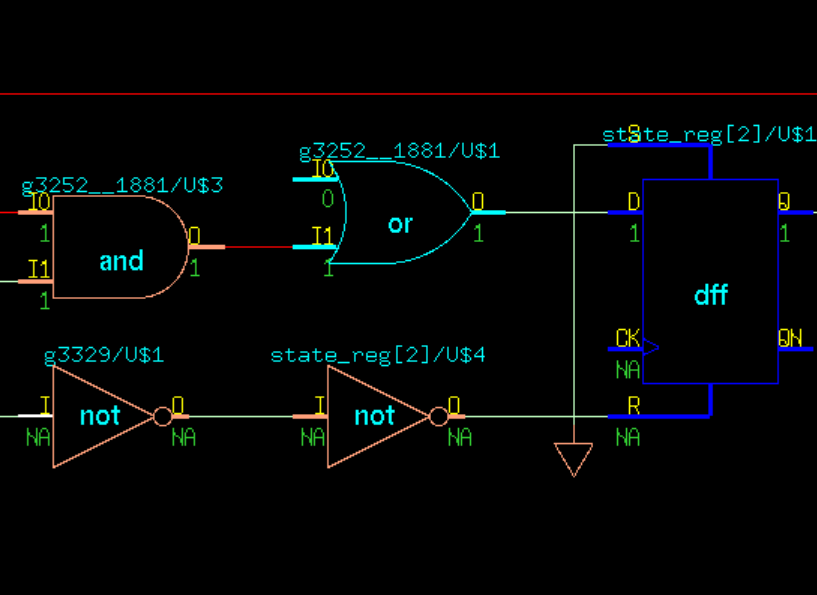 state_reg[2]/U$1
S
g3252__1881/U$1
I0
0
g3252__1881/U$3
I0
1
I1
1
and
O
1
I1
1
or
O
1
D
1
Q
1
dff
CK
NA
QN
g3329/U$1
I
NA
not
O
NA
state_reg[2]/U$4
I
NA
not
O
NA
R
NA